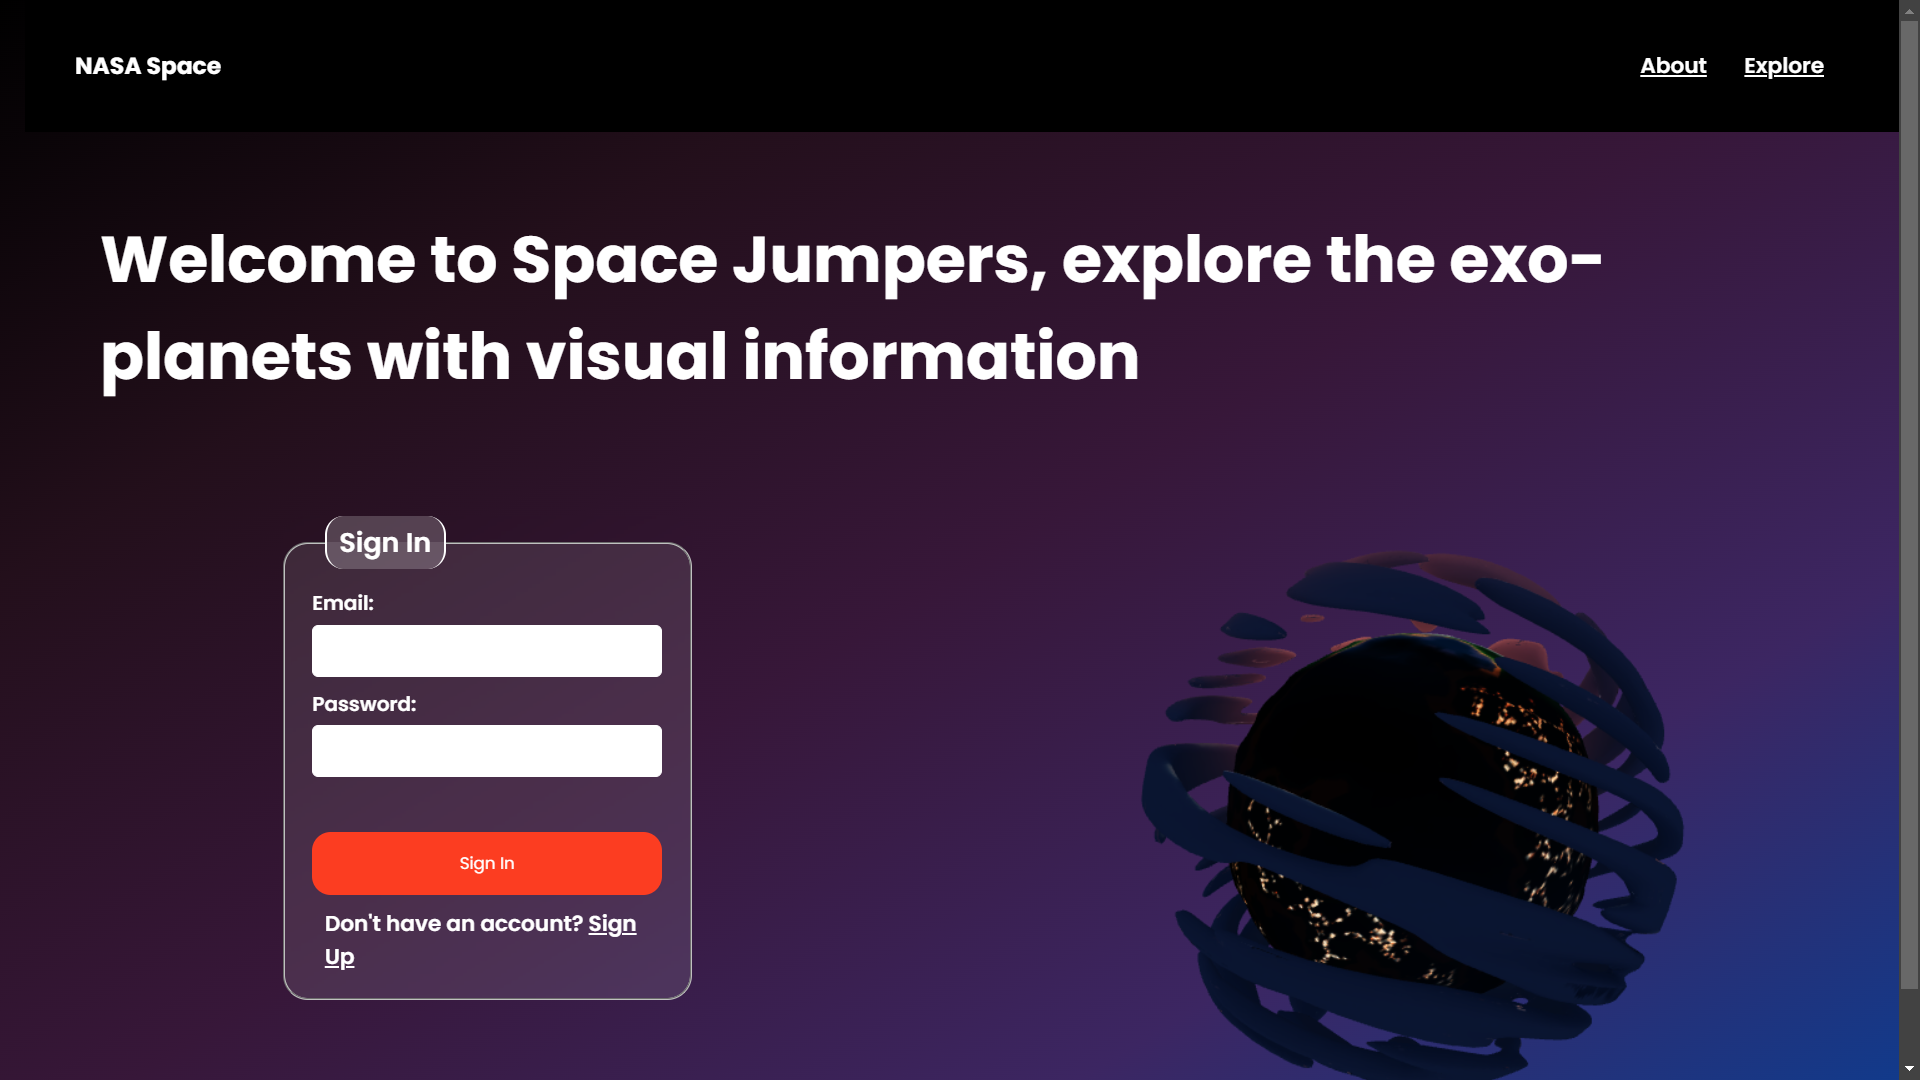 NASA Space
About
Explore
Welcome to Space Jumpers, explore the exo-
planets with visual information
Sign In
Email:
Password:
Sign In
Don't have an account? Sign
Up